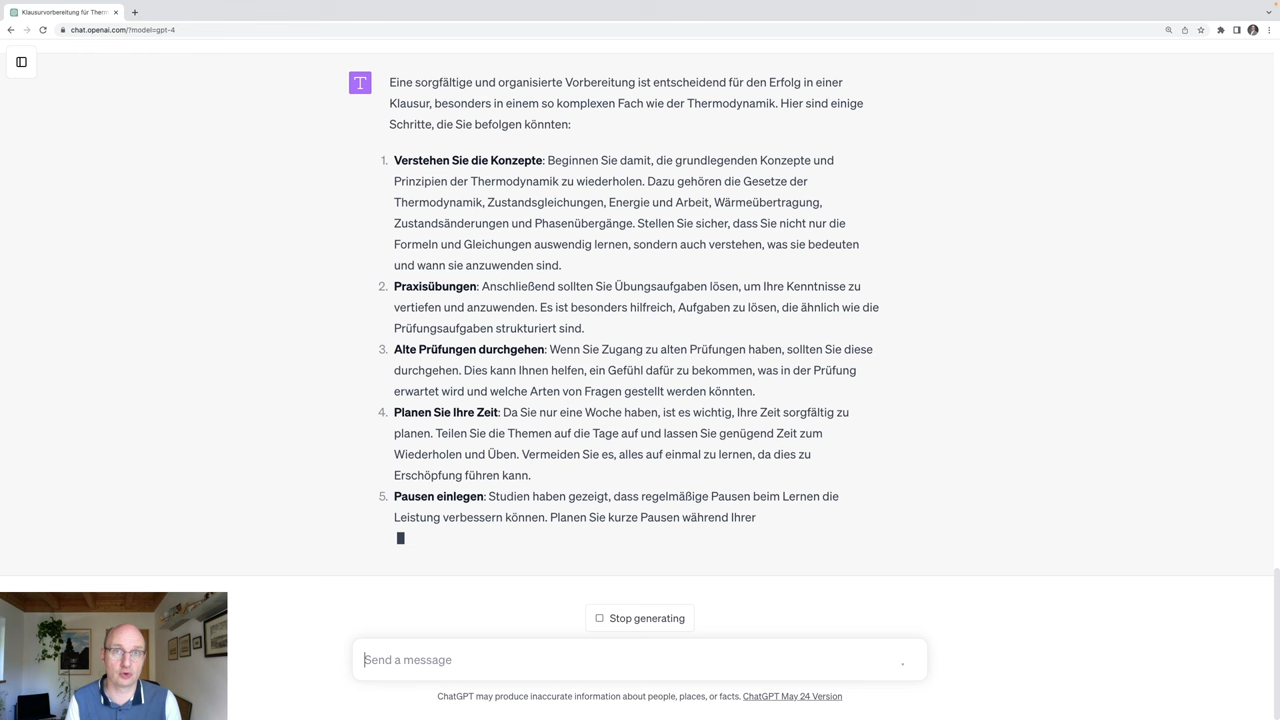 Klausurvorbereitung für Therm
chat.openai.com/?model=gpt-4
T
Eine sorgfältige und organisierte Vorbereitung ist entscheidend für den Erfolg in einer
Klausur, besonders in einem so komplexen Fach wie der Thermodynamik. Hier sind einige
Schritte, die Sie befolgen könnten:
1. Verstehen Sie die Konzepte: Beginnen Sie damit, die grundlegenden Konzepte und
Prinzipien der Thermodynamik zu wiederholen. Dazu gehören die Gesetze der
Thermodynamik, Zustandsgleichungen, Energie und Arbeit, Wärmeübertragung,
Zustandsänderungen und Phasenübergänge. Stellen Sie sicher, dass Sie nicht nur die
Formeln und Gleichungen auswendig lernen, sondern auch verstehen, was sie bedeuten
und wann sie anzuwenden sind.
2. Praxisübungen: Anschließend sollten Sie Übungsaufgaben lösen, um Ihre Kenntnisse zu
vertiefen und anzuwenden. Es ist besonders hilfreich, Aufgaben zu lösen, die ähnlich wie die
Prüfungsaufgaben strukturiert sind.
3. Alte Prüfungen durchgehen: Wenn Sie Zugang zu alten Prüfungen haben, sollten Sie diese
durchgehen. Dies kann Ihnen helfen, ein Gefühl dafür zu bekommen, was in der Prüfung
erwartet wird und welche Arten von Fragen gestellt werden könnten.
4. Planen Sie Ihre Zeit: Da Sie nur eine Woche haben, ist es wichtig, Ihre Zeit sorgfältig zu
planen. Teilen Sie die Themen auf die Tage auf und lassen Sie genügend Zeit zum
Wiederholen und Üben. Vermeiden Sie es, alles auf einmal zu lernen, da dies zu
Erschöpfung führen kann.
5. Pausen einlegen: Studien haben gezeigt, dass regelmäßige Pausen beim Lernen die
Leistung verbessern können. Planen Sie kurze Pausen während Ihrer
Stop generating
Send a message
ChatGPT may produce inaccurate information about people, places, or facts. ChatGPT May 24 Version